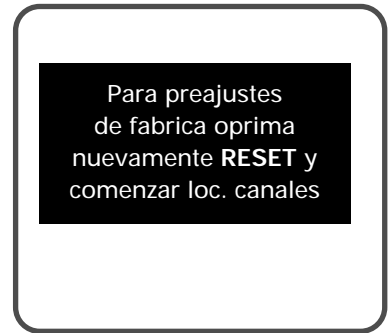 Para preajustes
de fabrica oprima
nuevamente RESET y
comenzar loc. canales